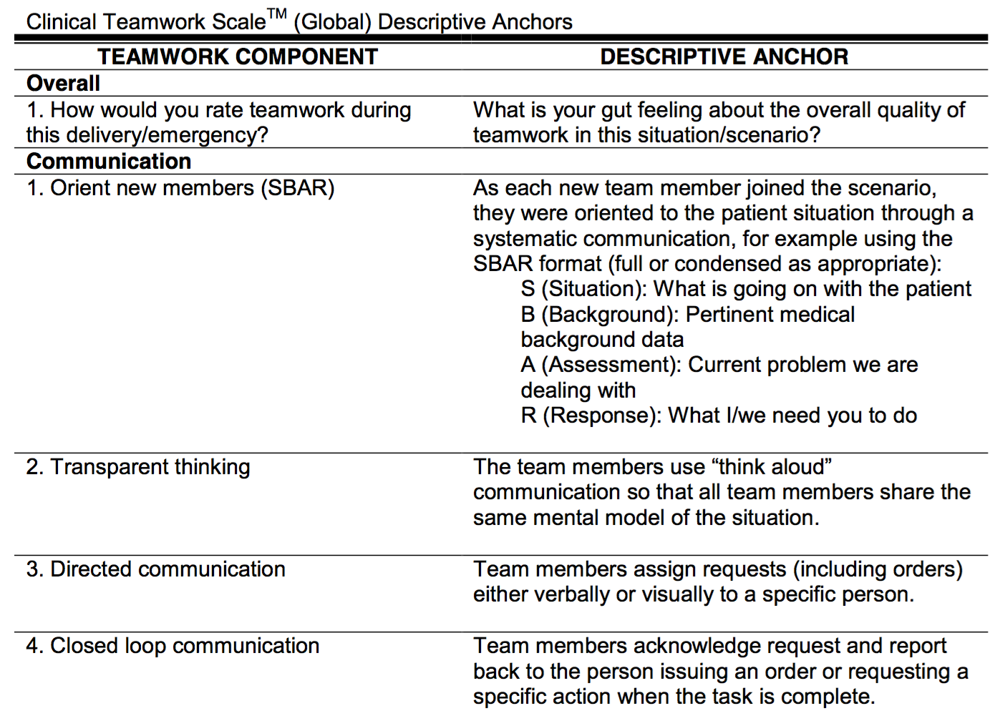 Clinical Teamwork Scale™ (Global) Descriptive Anchors
TEAMWORK COMPONENT
DESCRIPTIVE ANCHOR
Overall
1. How would you rate teamwork during
this delivery/emergency?
What is your gut feeling about the overall quality of
teamwork in this situation/scenario?
Communication
1. Orient new members (SBAR)
As each new team member joined the scenario,
they were oriented to the patient situation through a
systematic communication, for example using the
SBAR format (full or condensed as appropriate):
S (Situation): What is going on with the patient
B (Background): Pertinent medical
background data
A (Assessment): Current problem we are
dealing with
R (Response): What I/we need you to do
2. Transparent thinking
The team members use “think aloud”
communication so that all team members share the
same mental model of the situation.
3. Directed communication
Team members assign requests (including orders)
either verbally or visually to a specific person.
4. Closed loop communication
Team members acknowledge request and report
back to the person issuing an order or requesting a
specific action when the task is complete.